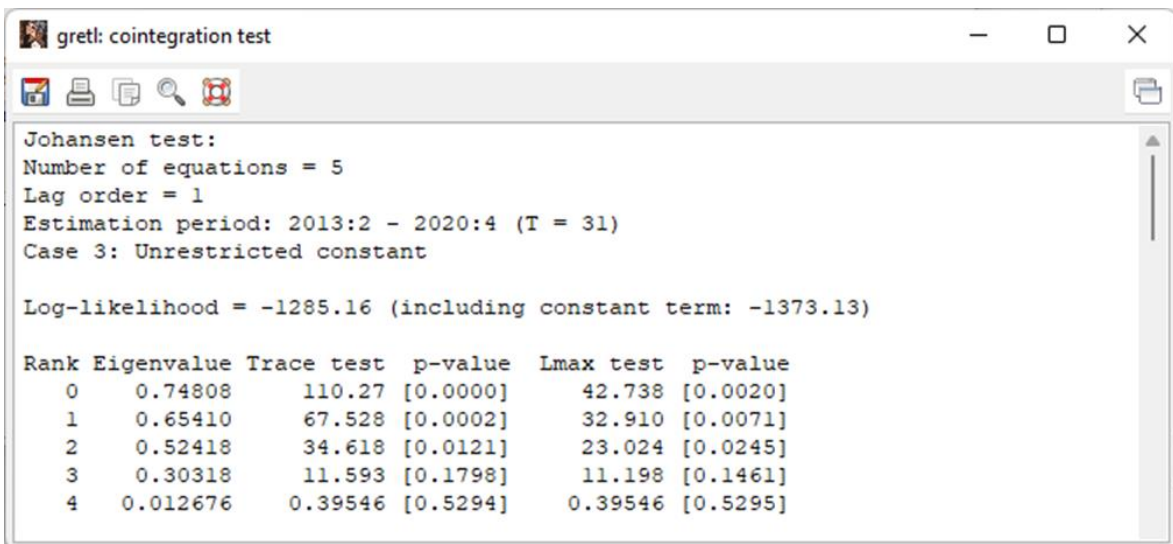 gretl: cointegration test
Johansen test:
Number of equations = 5
Lag order = 1
Estimation period: 2013:2 - 2020:4 (T = 31)
Case 3: Unrestricted constant
Log-likelihood = -1285.16 (including constant term: -1373.13)
Rank Eigenvalue Trace test p-value Lmax test p-value
0 0.74808 110.27 [0.0000] 42.738 [0.0020]
1 0.65410 67.528 [0.0002] 32.910 [0.0071]
2 0.52418 34.618 [0.0121] 23.024 [0.0245]
3 0.30318 11.593 [0.1798] 11.198 [0.1461]
4 0.012676 0.39546 [0.5294] 0.39546 [0.5295]